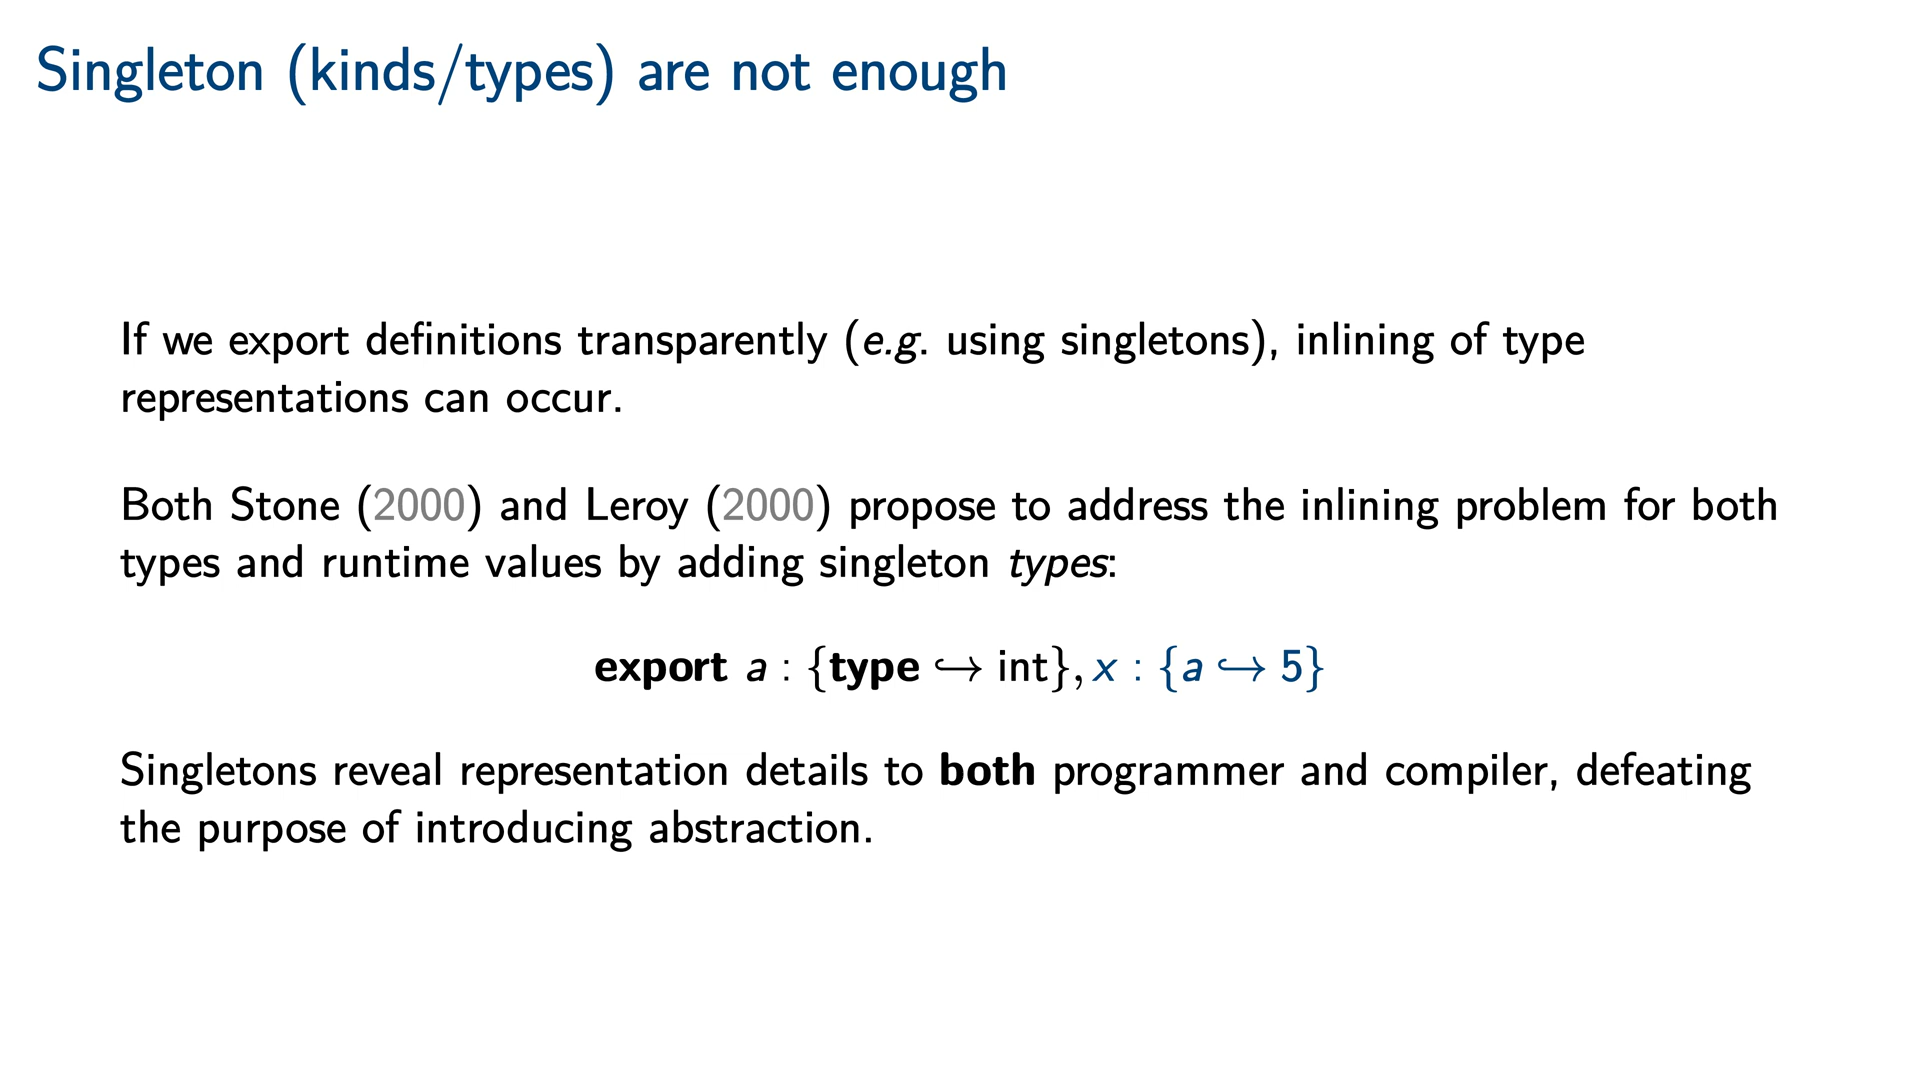 Singleton (kinds/types) are not enough
If we export definitions transparently (e.g. using singletons), inlining of type
representations can occur.
Both Stone (2000) and Leroy (2000) propose to address the inlining problem for both
types and runtime values by adding singleton types:
export a : {type ↪ int}, x : {a ↪ 5}
Singletons reveal representation details to both programmer and compiler, defeating
the purpose of introducing abstraction.